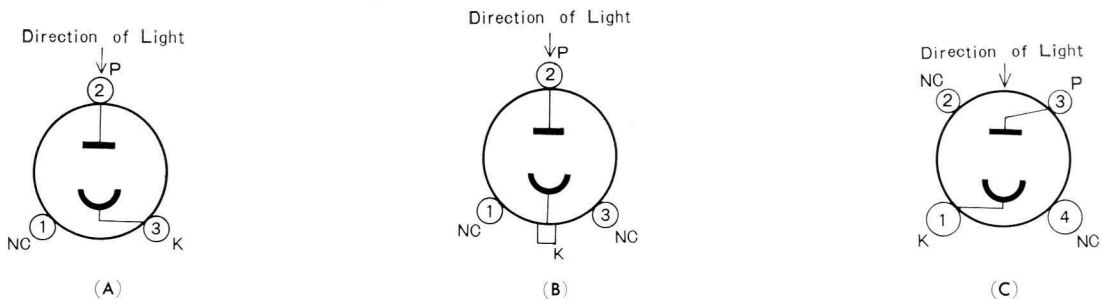 Direction of Light
P
2
1
NC
3
K
(A)
Direction of Light
P
2
1
NC
3
NC
K
(B)
Direction of Light
NC
2
P
3
1
K
4
NC
(C)